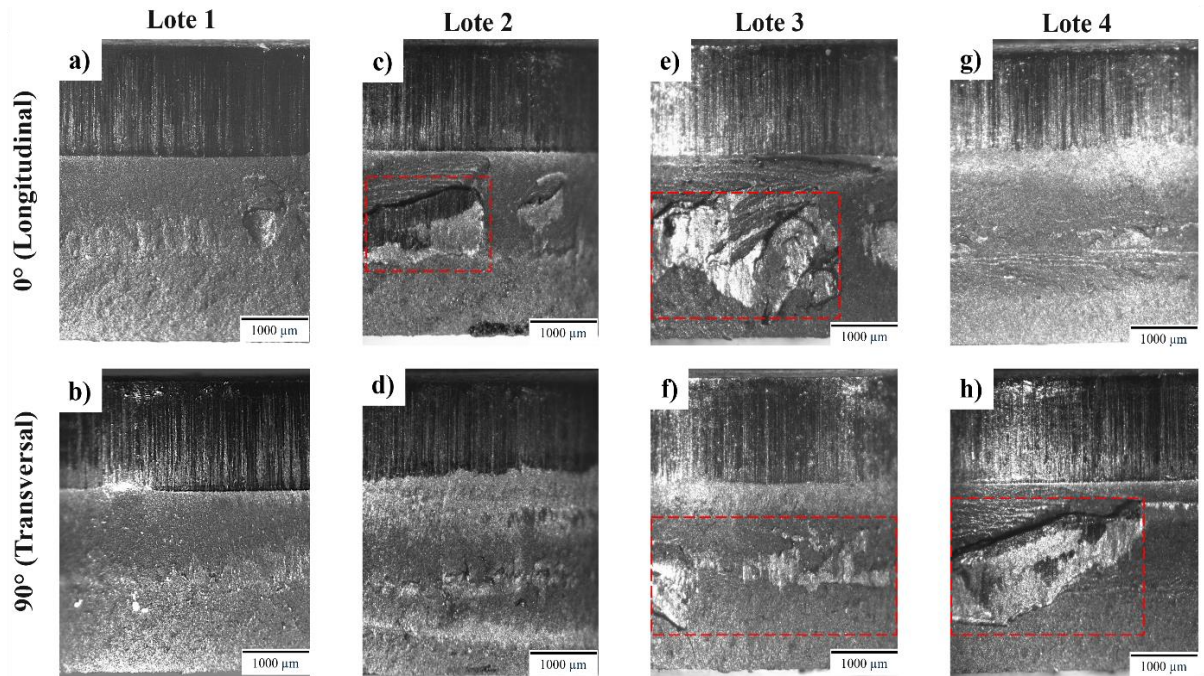 Lote 1
Lote 2
Lote 3
Lote 4
0° (Longitudinal)
a)
c)
e)
g)
1000 µm
1000 µm
1000 µm
1000 µm
90° (Transversal)
b)
d)
f)
h)
1000 µm
1000 µm
1000 µm
1000 µm